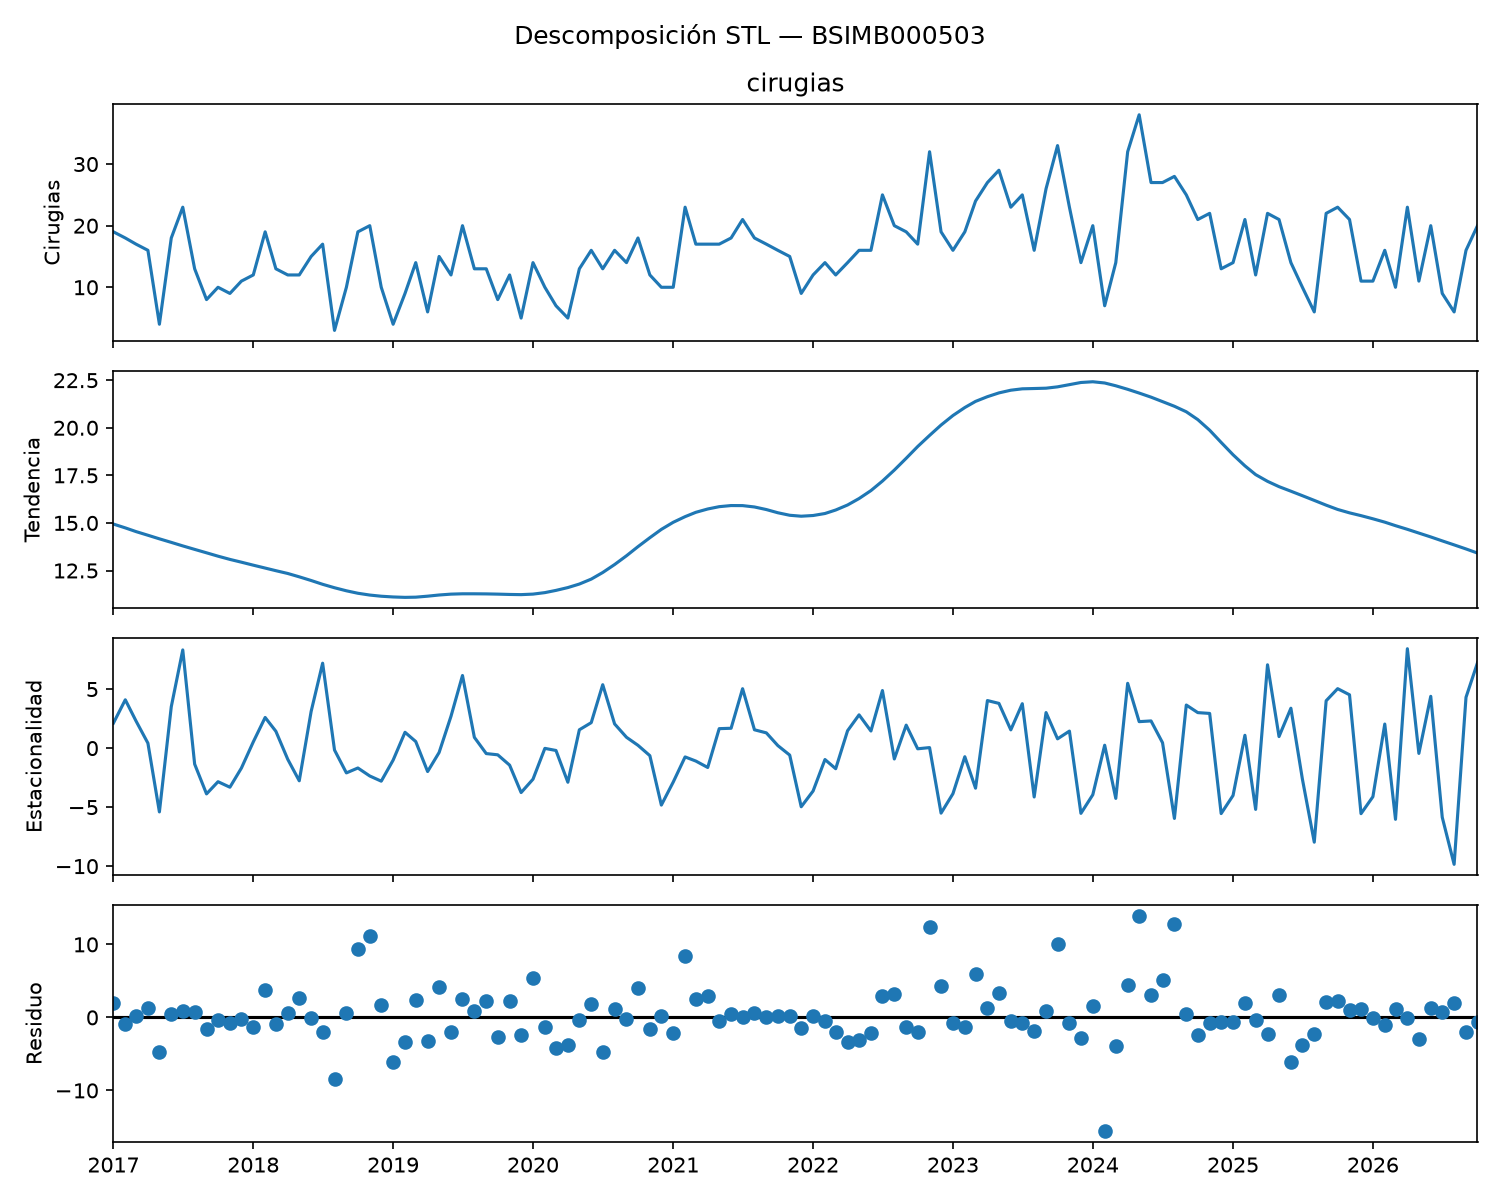 Descomposición STL — BSIMB000503
cirugias
Cirugias
30
20
10
Tendencia
22.5
20.0
17.5
15.0
12.5
Estacionalidad
5
0
−5
−10
Residuo
10
0
−10
2017 2018 2019 2020 2021 2022 2023 2024 2025 2026